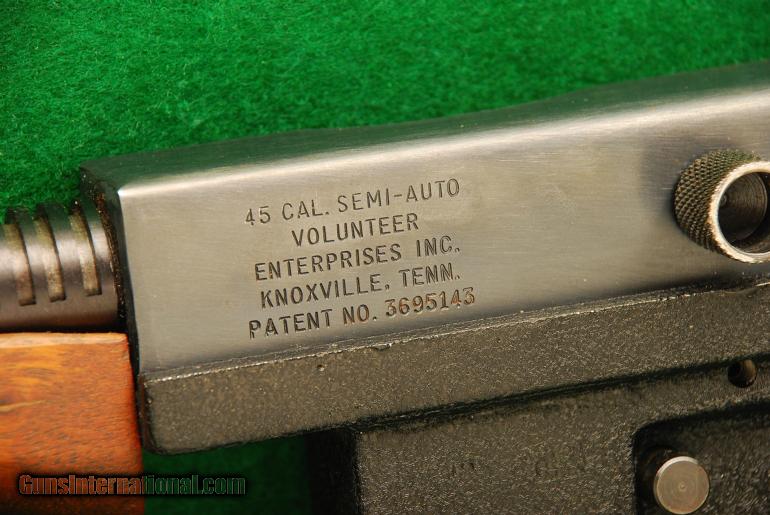 45 CAL. SEMI-AUTO
VOLUNTEER
ENTERPRISES INC.
KNOXVILLE, TENN.
PATENT NO. 3695143
GunsInternational.com